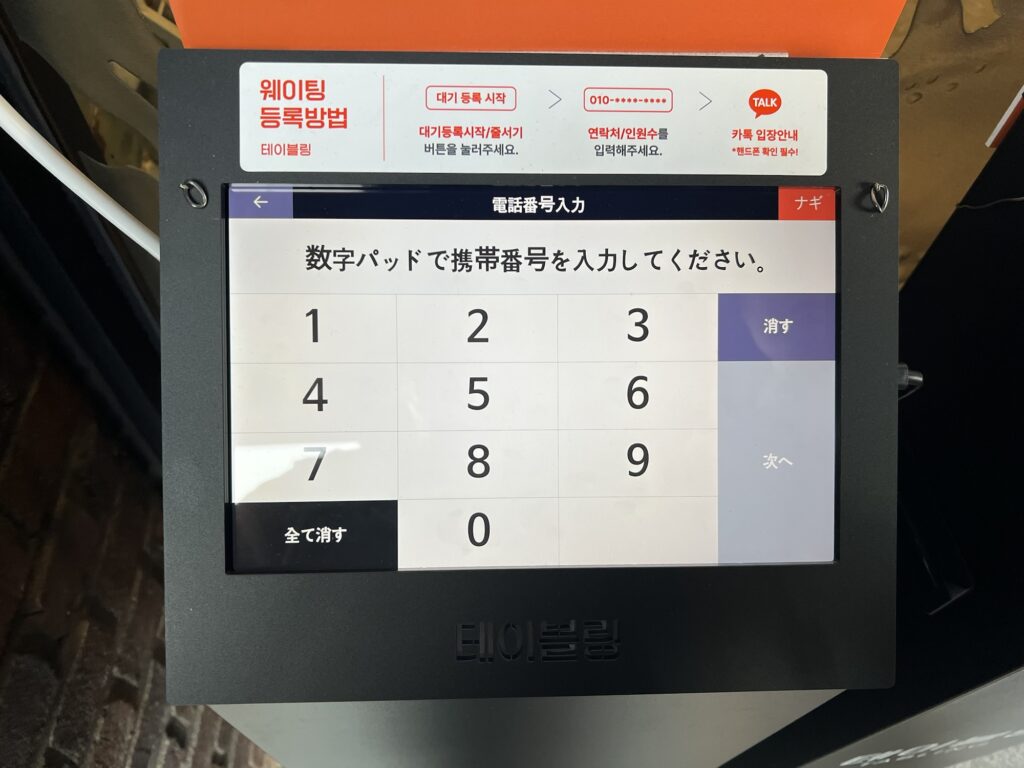 웨이팅
등록방법
테이블링
대기 등록 시작
대기등록시작/줄서기
버튼을 눌러주세요.
010-****-****
연락처/인원수를
입력해주세요.
TALK
카톡 입장안내
*핸드폰 확인 필수!
← 電話番号入力 ナギ
数字パッドで携帯番号を入力してください。
1 2 3 消す
4 5 6
7 8 9 次へ
全て消す 0
테이블링